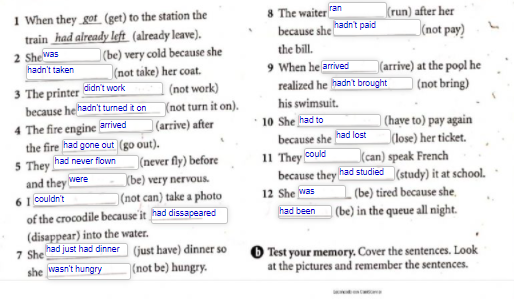 1 When they got (get) to the station the
train had already left (already leave).
2 She was (be) very cold because she
hadn't taken (not take) her coat.
3 The printer didn't work (not work)
because he hadn't turned it on (not turn it on).
4 The fire engine arrived (arrive) after
the fire had gone out (go out).
5 They had never flown (never fly) before
and they were (be) very nervous.
6 I couldn't (not can) take a photo
of the crocodile because it had dissapeared
(disappear) into the water.
7 She had just had dinner (just have) dinner so
she wasn't hungry (not be) hungry.
8 The waiter ran (run) after her
because she hadn't paid (not pay)
the bill.
9 When he arrived (arrive) at the pool he
realized he hadn't brought (not bring)
his swimsuit.
10 She had to (have to) pay again
because she had lost (lose) her ticket.
11 They could (can) speak French
because they had studied (study) it at school.
12 She was (be) tired because she
had been (be) in the queue all night.
b Test your memory. Cover the sentences. Look
at the pictures and remember the sentences.